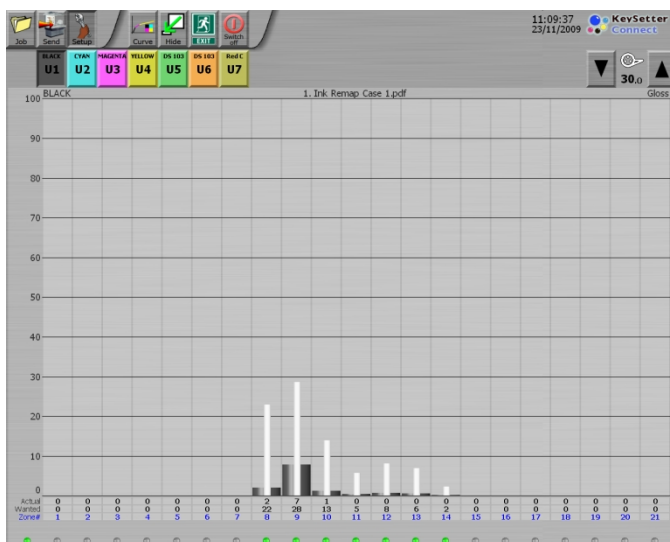 11:09:37 KeySetter
23/11/2009 Connect
Job Send Setup Curve Hide EXIT Switch off
BLACK CYAN MAGENTA YELLOW DS 103 DS 103 Red C
U1 U2 U3 U4 U5 U6 U7
30.0
BLACK 1. Ink Remap Case 1.pdf Gloss
100
90
80
70
60
50
40
30
20
10
0
Actual 0 0 0 0 0 0 0 2 7 1 0 0 0 0 0 0 0 0 0 0 0
Wanted 0 0 0 0 0 0 0 22 28 13 5 8 6 2 0 0 0 0 0 0 0
Zone# 1 2 3 4 5 6 7 8 9 10 11 12 13 14 15 16 17 18 19 20 21